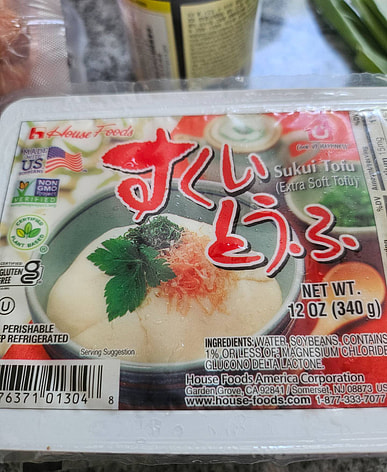 House Foods
MADE
US
NON
GMO
VERIFIED
CERTIFIED
PLANT BASED
CERTIFIED
GLUTEN
FREE
U
PERISHABLE
P REFRIGERATED
すくい
とうふ
Sukui Tofu
(Extra Soft Tofu)
NET WT.
12 OZ (340 g)
Serving Suggestion
INGREDIENTS: WATER, SOYBEANS, CONTAINS
1% OR LESS OF: MAGNESIUM CHLORIDE
GLUCONO DELTA LACTONE.
House Foods America Corporation
Garden Grove, CA 92841 / Somerset, NJ 08873 US
www.house-foods.com 1-877-333-7077
76371 01304 8